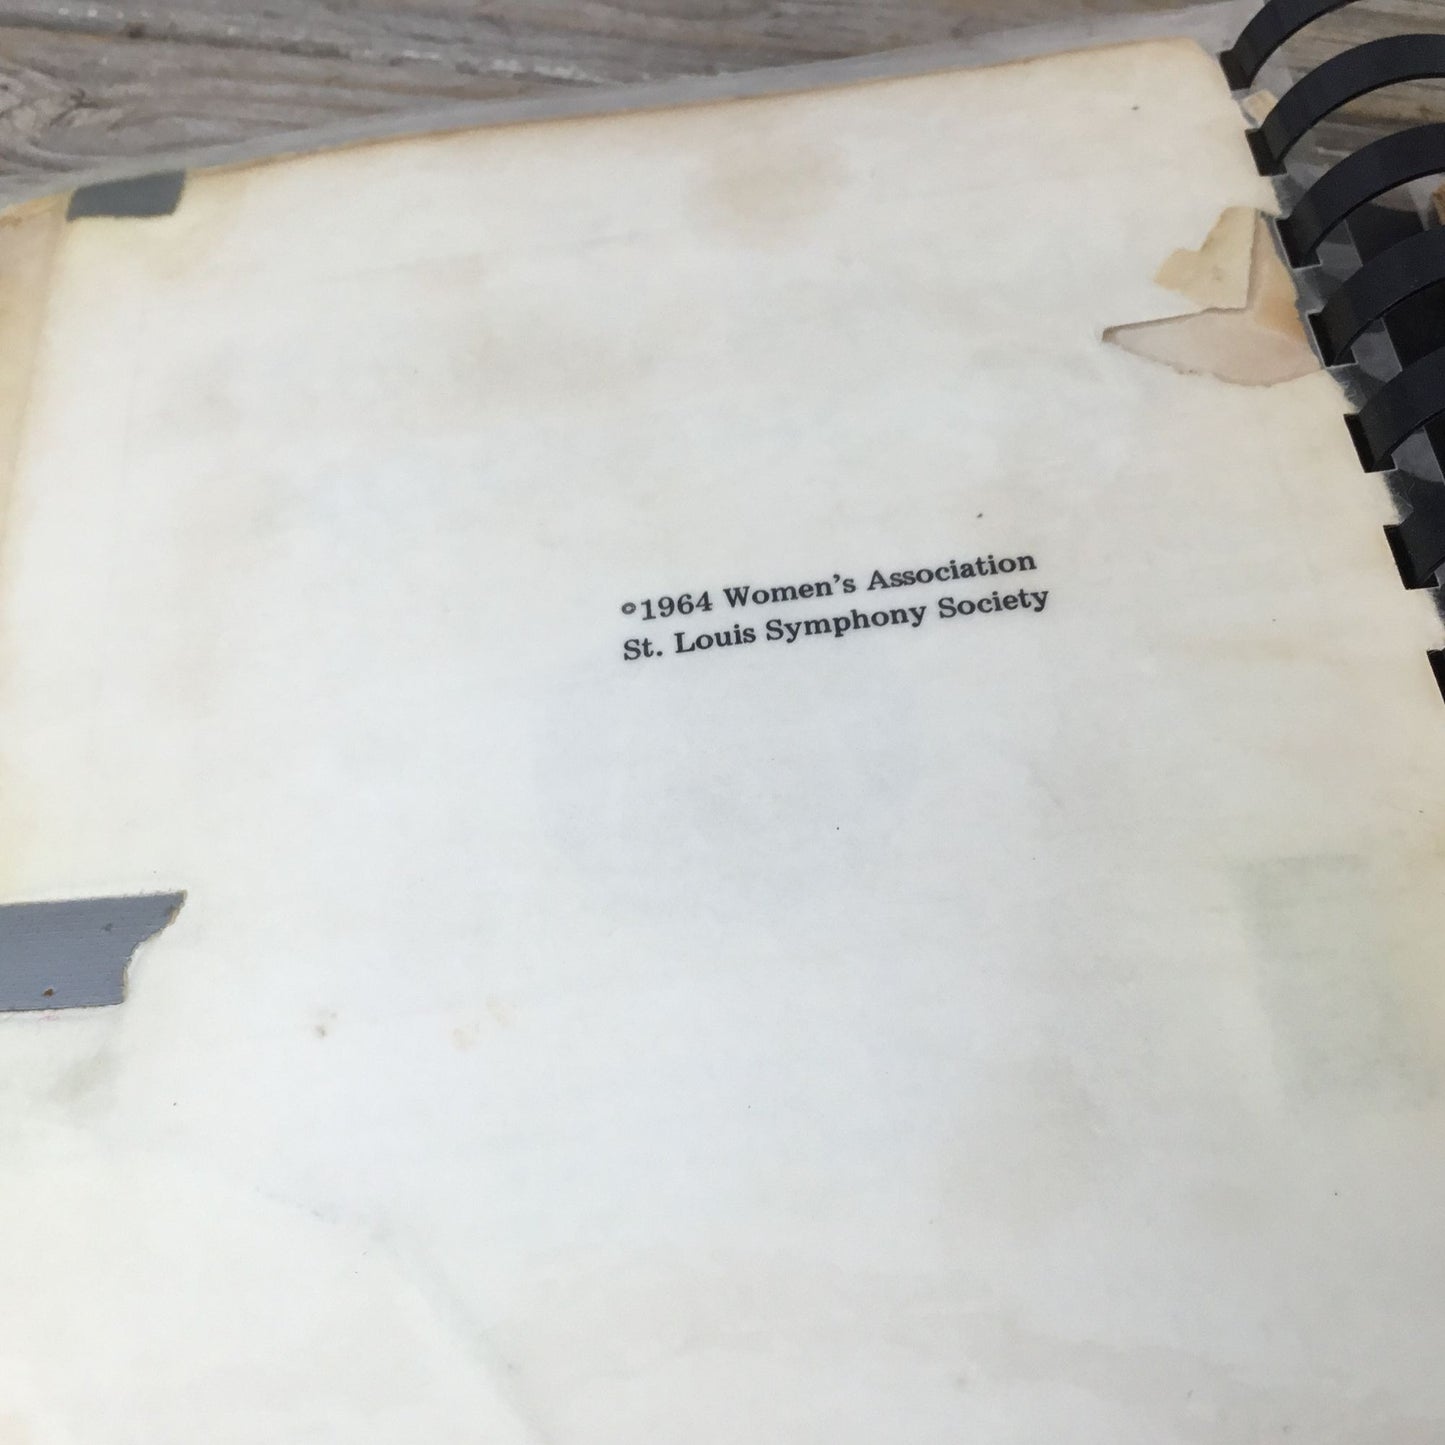 ©1964 Women's Association
St. Louis Symphony Society